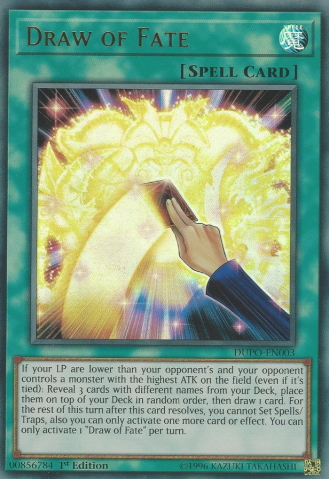 DRAW OF FATE
SPELL
魔
[SPELL CARD]
DUPO-EN003
If your LP are lower than your opponent's and your opponent
controls a monster with the highest ATK on the field (even if it's
tied): Reveal 3 cards with different names from your Deck, place
them on top of your Deck in random order, then draw 1 card. For
the rest of this turn after this card resolves, you cannot Set Spells/
Traps, also you can only activate one more card or effect. You can
only activate 1 "Draw of Fate" per turn.
00856784 1st Edition ©1996 KAZUKI TAKAHASHI